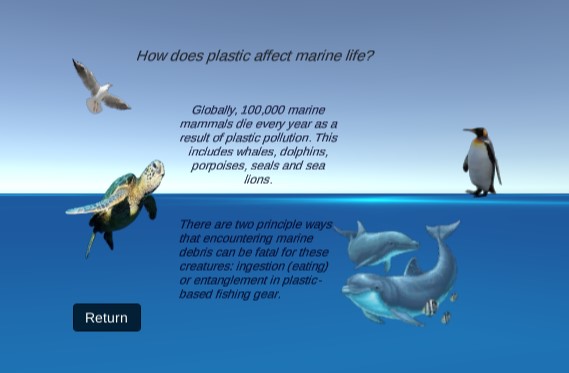 How does plastic affect marine life?
Globally, 100,000 marine
mammals die every year as a
result of plastic pollution. This
includes whales, dolphins,
porpoises, seals and sea
lions.
There are two principle ways
that encountering marine
debris can be fatal for these
creatures: ingestion (eating)
or entanglement in plastic-
based fishing gear.
Return